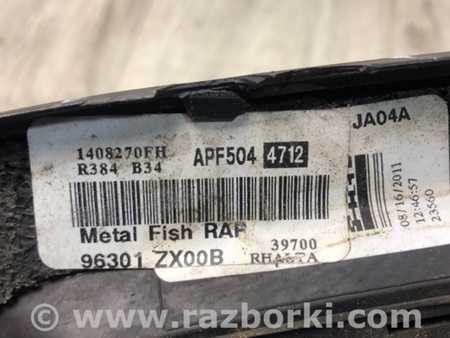 JA04A
1408270FH APF504 4712
R384 B34
08/16/2011
12:46:57
23560
Metal Fish RAP
39700
96301 ZX00B
www.razborki.com